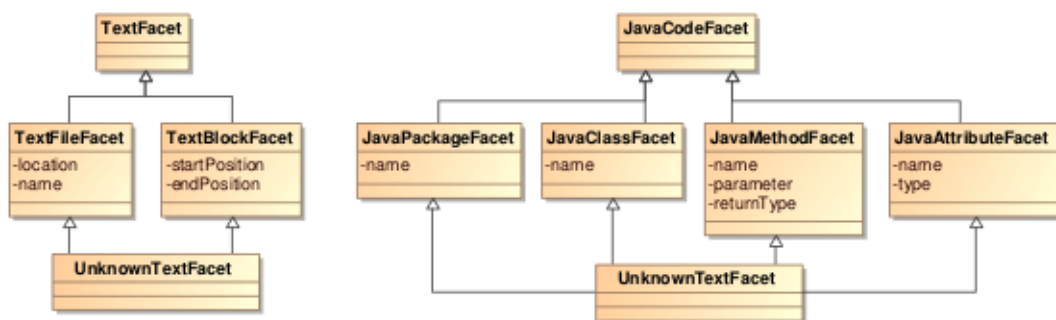 TextFacet
TextFileFacet
-location
-name
TextBlockFacet
-startPosition
-endPosition
UnknownTextFacet
JavaCodeFacet
JavaPackageFacet
-name
JavaClassFacet
-name
JavaMethodFacet
-name
-parameter
-returnType
JavaAttributeFacet
-name
-type
UnknownTextFacet